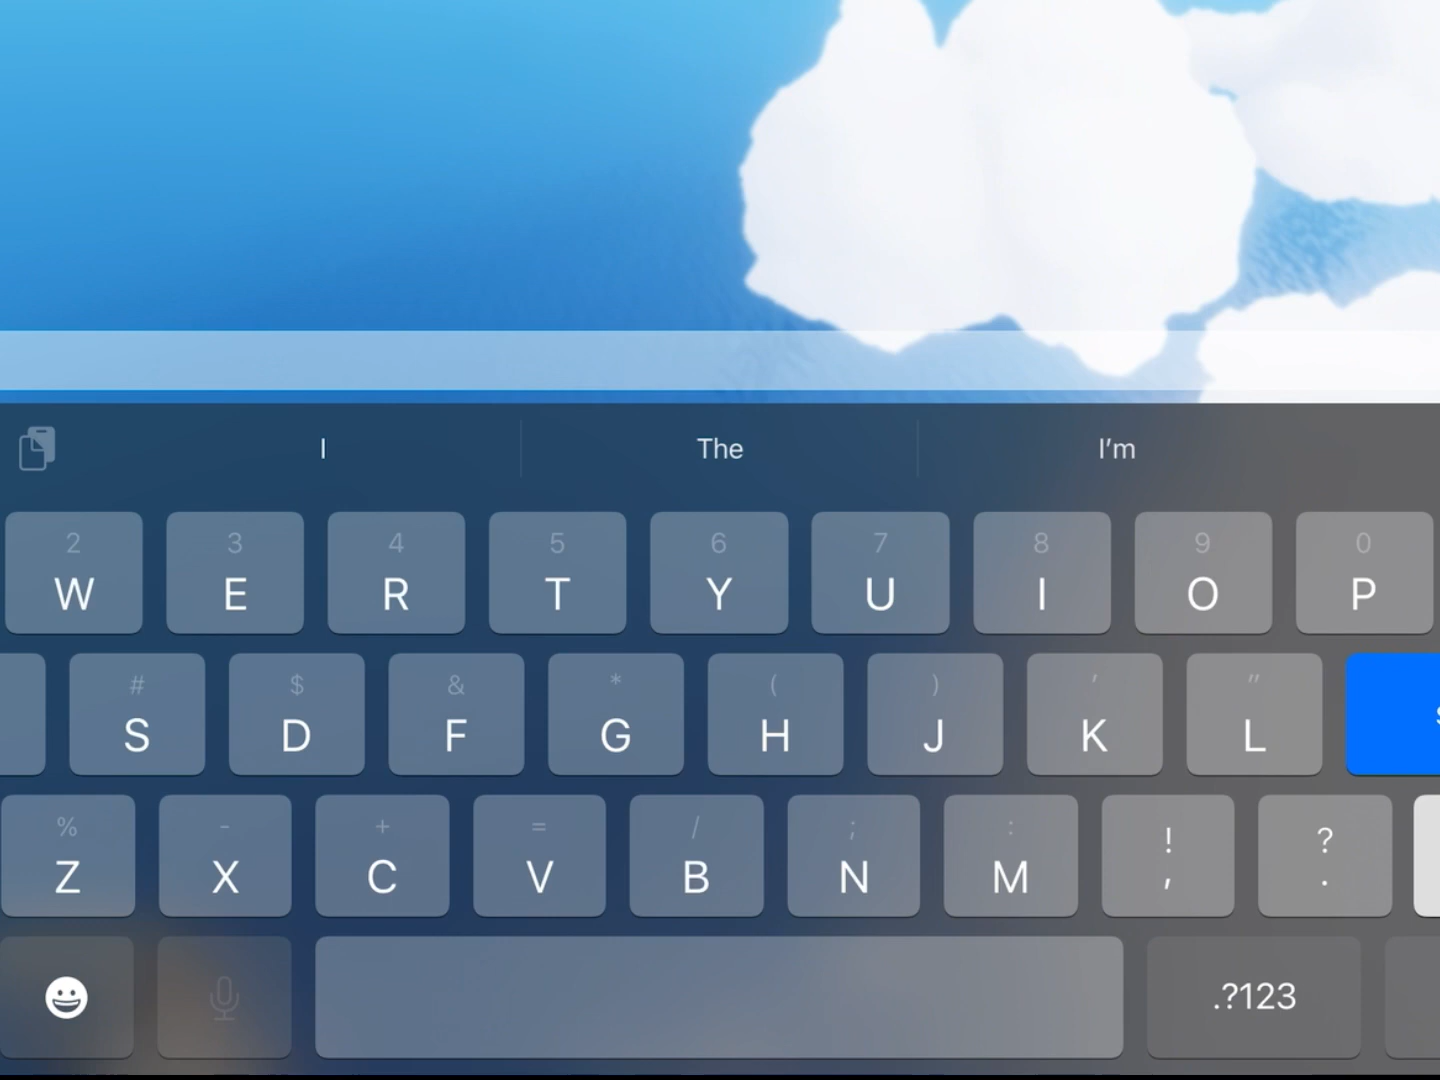 I The I’m
2 3 4 5 6 7 8 9 0
W E R T Y U I O P
# $ & * ( ) ' "
S D F G H J K L
% - + = / ; : ! ?
Z X C V B N M , .
.?123